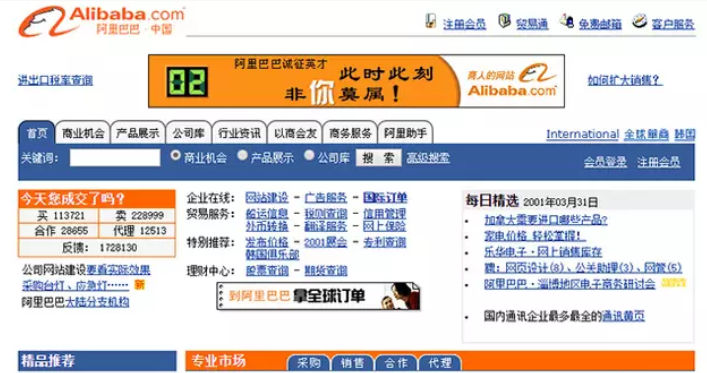 Alibaba.com
阿里巴巴·中国
注册会员 贸易通 免费邮箱 客户服务
进出口税率查询
02
阿里巴巴诚征英才
此时此刻
非你莫属！
商人的网站
Alibaba.com
如何扩大销售？
首页 商业机会 产品展示 公司库 行业资讯 以商会友 商务服务 阿里助手
International 全球華商 韩国
关键词： 商业机会 产品展示 公司库 搜 索 高级搜索
会员登录 注册会员
今天您成交了吗？
买 113721 卖 228999
合作 28655 代理 12513
反馈： 1728130
公司网站建设更看实际效果
采购台灯、应急灯…… 新
阿里巴巴大陆分支机构
企业在线： 网站建设 - 广告服务 - 国际订单
贸易服务： 船运信息 - 税则查询 - 信用管理
外币转换 - 翻译服务 - 网上保险
特别推荐： 发布价格 - 2001展会 - 专利查询
韩国俱乐部
理财中心： 股票查询 - 期货查询
到阿里巴巴 拿全球订单
每日精选 2001年03月31日
加拿大需要进口哪些产品？
家电价格,轻松掌握！
乐华电子·网上销售库存
聘：网页设计(8)、公关助理(3)、网管(5)
阿里巴巴·淄博地区电子商务研讨会
国内通讯企业最多最全的通讯黄页
精品推荐
专业市场 采购 销售 合作 代理